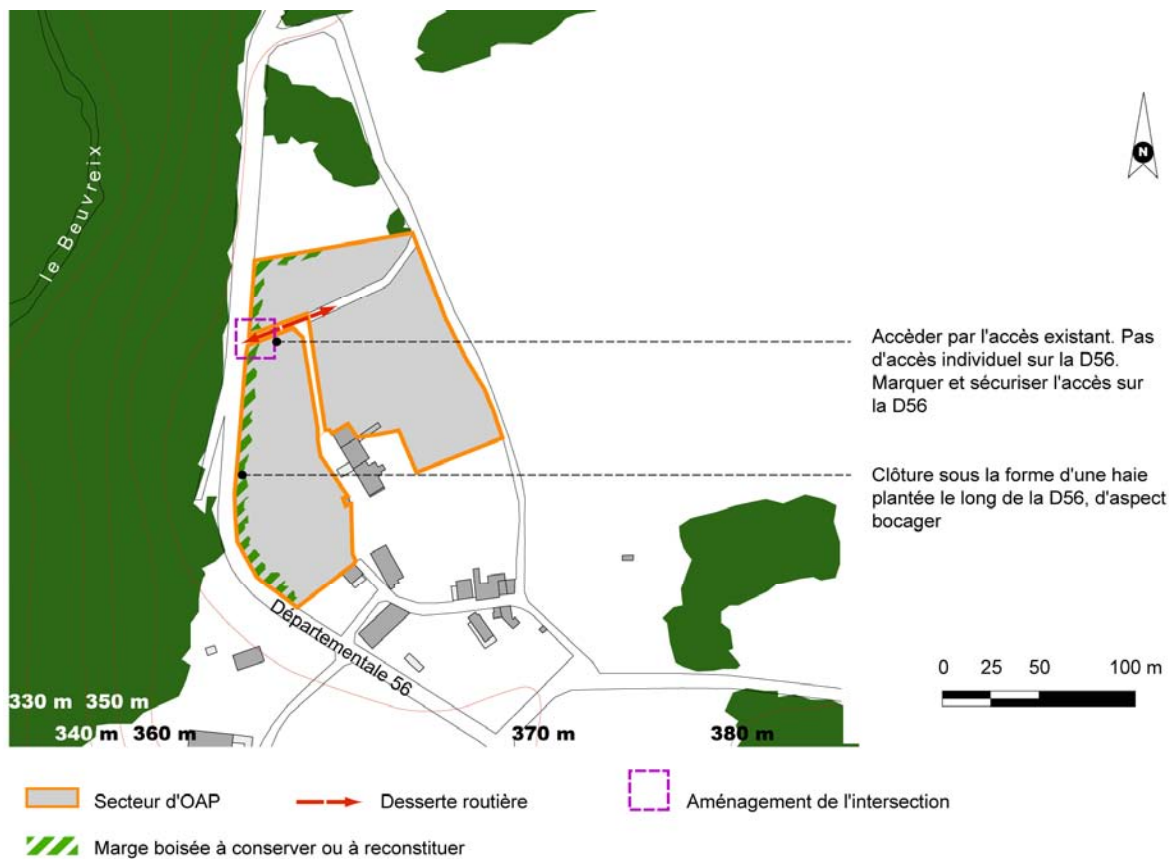 le Beuvreix
N
Accèder par l'accès existant. Pas
d'accès individuel sur la D56.
Marquer et sécuriser l'accès sur
la D56
Clôture sous la forme d'une haie
plantée le long de la D56, d'aspect
bocager
Départementale 56
0 25 50 100 m
330 m 350 m
340 m 360 m 370 m 380 m
Secteur d'OAP
Desserte routière
Aménagement de l'intersection
Marge boisée à conserver ou à reconstituer